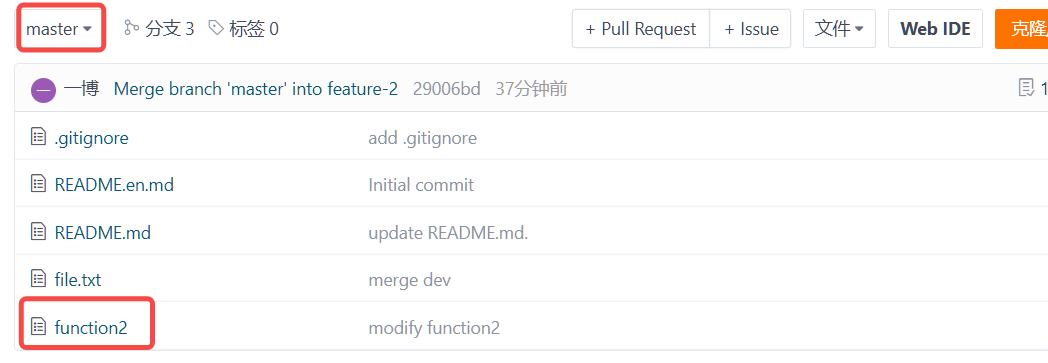 master 分支 3 标签 0 + Pull Request + Issue 文件 Web IDE 克隆
一博 Merge branch 'master' into feature-2 29006bd 37分钟前 1
.gitignore add .gitignore
README.en.md Initial commit
README.md update README.md.
file.txt merge dev
function2 modify function2